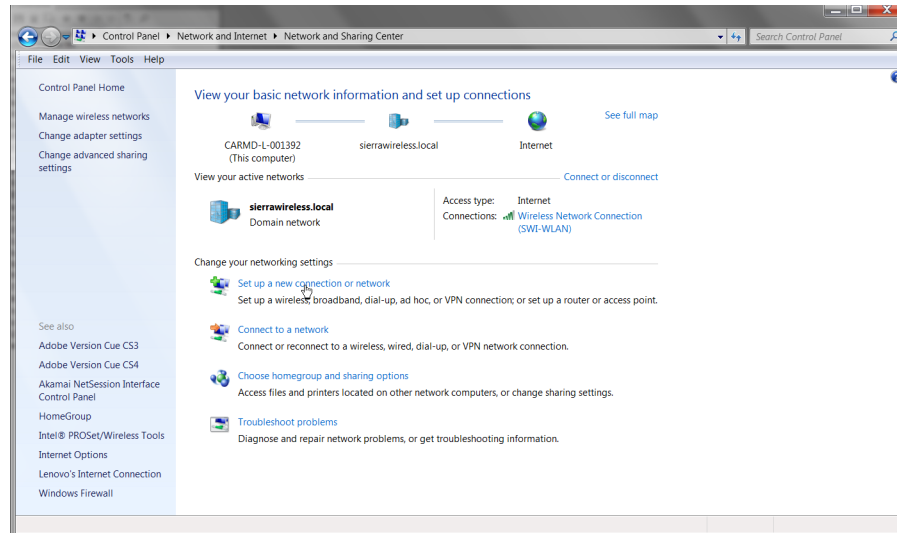 Control Panel ▸ Network and Internet ▸ Network and Sharing Center
Search Control Panel
File Edit View Tools Help
Control Panel Home
Manage wireless networks
Change adapter settings
Change advanced sharing
settings
See also
Adobe Version Cue CS3
Adobe Version Cue CS4
Akamai NetSession Interface
Control Panel
HomeGroup
Intel® PROSet/Wireless Tools
Internet Options
Lenovo's Internet Connection
Windows Firewall
View your basic network information and set up connections
See full map
CARMD-L-001392
(This computer)
sierrawireless.local
Internet
View your active networks
Connect or disconnect
sierrawireless.local
Domain network
Access type: Internet
Connections: Wireless Network Connection
(SWI-WLAN)
Change your networking settings
Set up a new connection or network
Set up a wireless, broadband, dial-up, ad hoc, or VPN connection; or set up a router or access point.
Connect to a network
Connect or reconnect to a wireless, wired, dial-up, or VPN network connection.
Choose homegroup and sharing options
Access files and printers located on other network computers, or change sharing settings.
Troubleshoot problems
Diagnose and repair network problems, or get troubleshooting information.